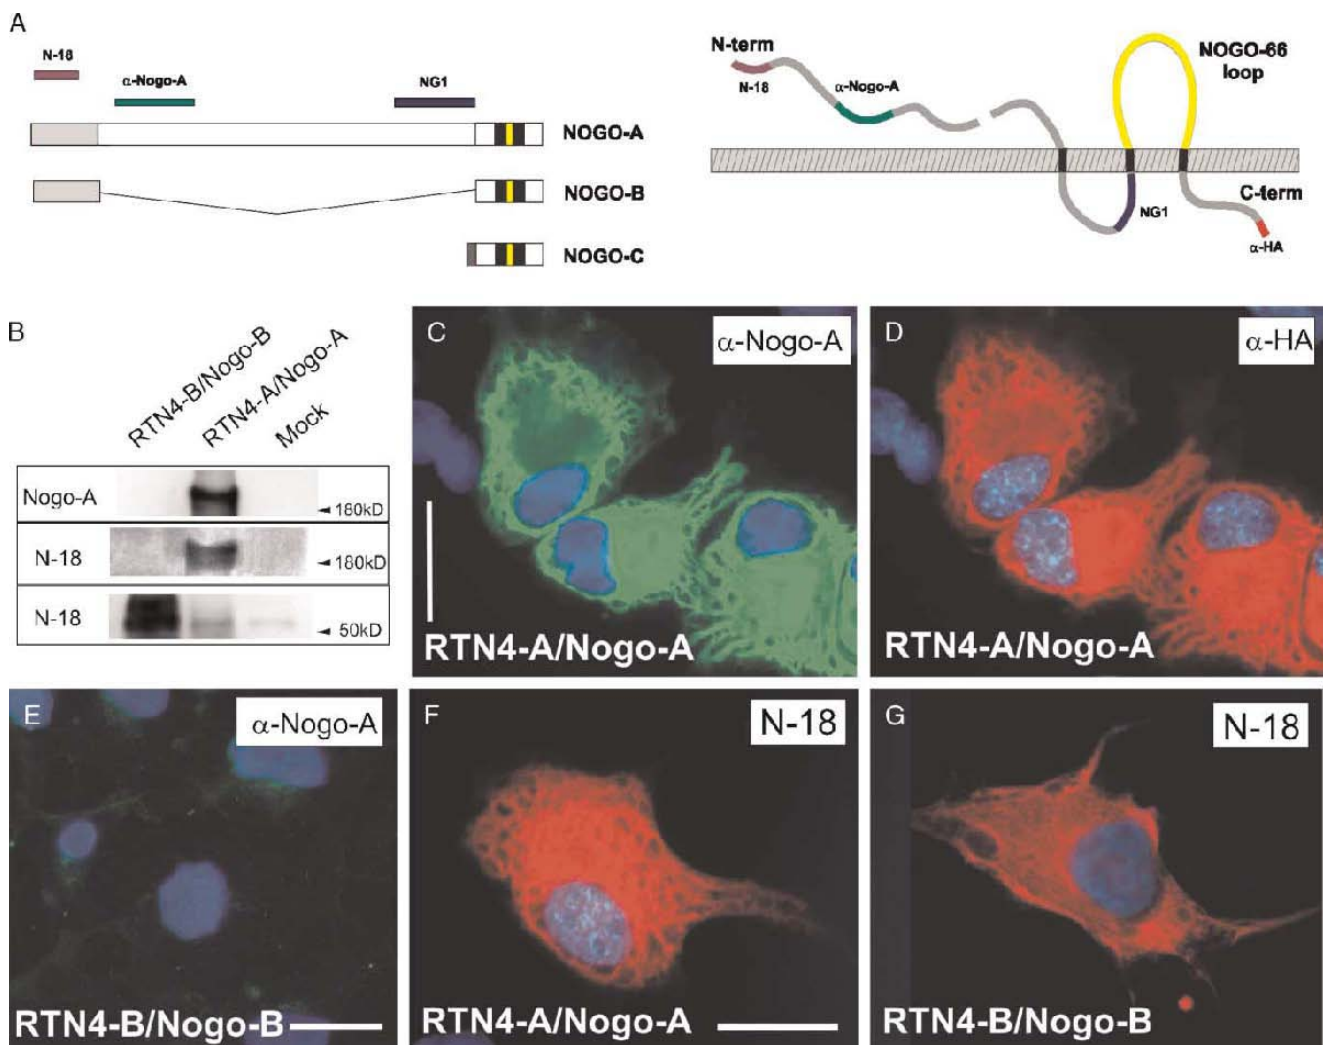 A
N-18
α-Nogo-A
NG1
NOGO-A
NOGO-B
NOGO-C
N-term
N-18
α-Nogo-A
NOGO-66
loop
NG1
C-term
α-HA
B
RTN4-B/Nogo-B
RTN4-A/Nogo-A
Mock
Nogo-A
◄ 180kD
N-18
◄ 180kD
N-18
◄ 50kD
C
α-Nogo-A
RTN4-A/Nogo-A
D
α-HA
RTN4-A/Nogo-A
E
α-Nogo-A
RTN4-B/Nogo-B
F
N-18
RTN4-A/Nogo-A
G
N-18
RTN4-B/Nogo-B